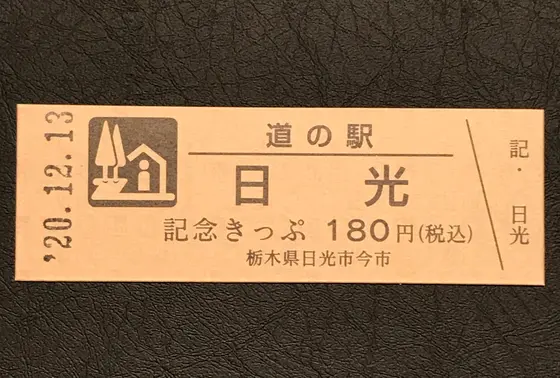 '20.12.13
道の駅
日光
記念きっぷ 180円(税込)
栃木県日光市今市
記・日光